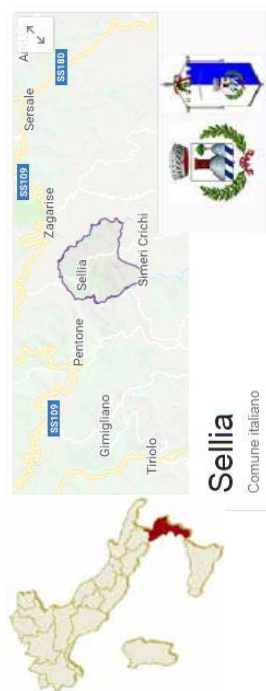 SS180
Sersale
SS109
Zagarise
Sellia
Simeri Crichi
Pentone
SS109
Gimigliano
Tiriolo
Sellia
Comune italiano